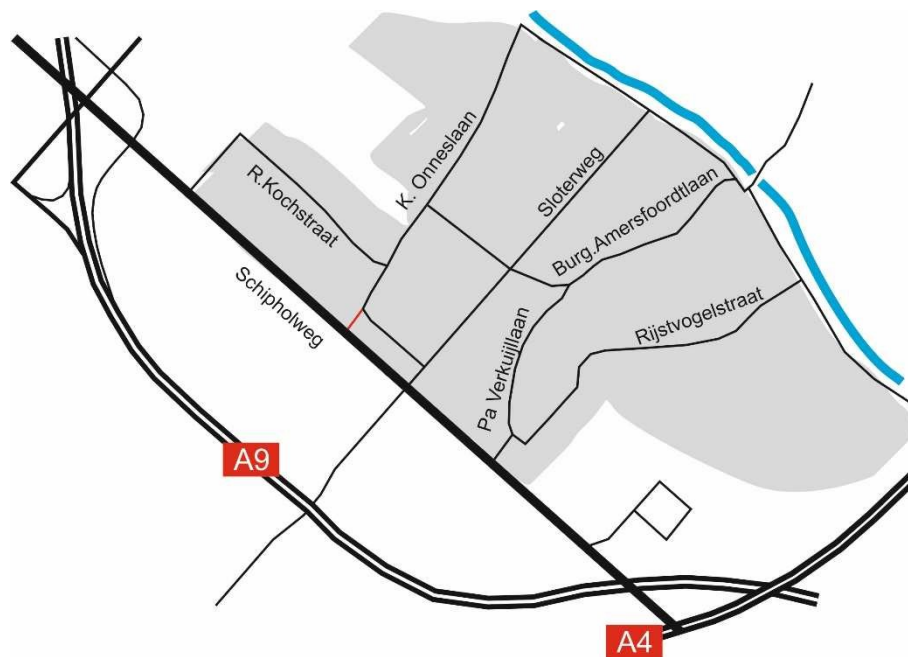 K. Onneslaan
Sloterweg
R.Kochstraat
Burg.Amersfoordtlaan
Schipholweg
Rijstvogelstraat
Pa Verkuijllaan
A9
A4